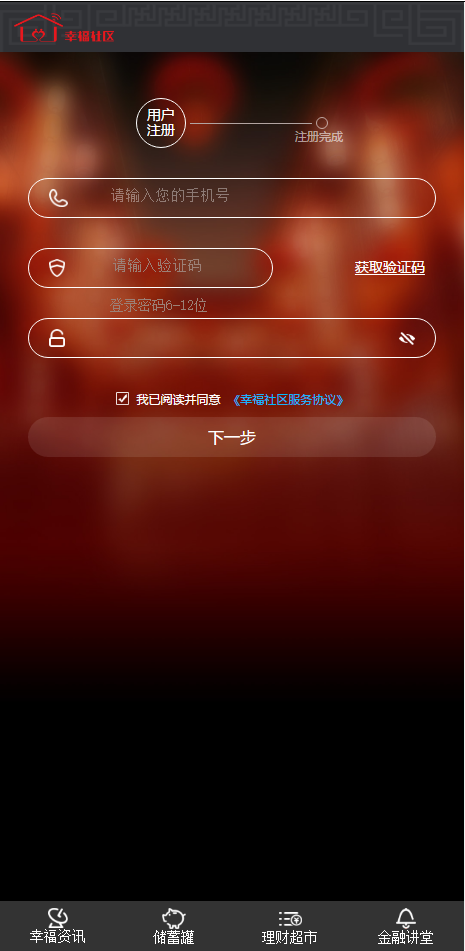 幸福社区
用户
注册
注册完成
请输入您的手机号
请输入验证码
获取验证码
登录密码6-12位
我已阅读并同意 《幸福社区服务协议》
下一步
幸福资讯 储蓄罐 理财超市 金融讲堂